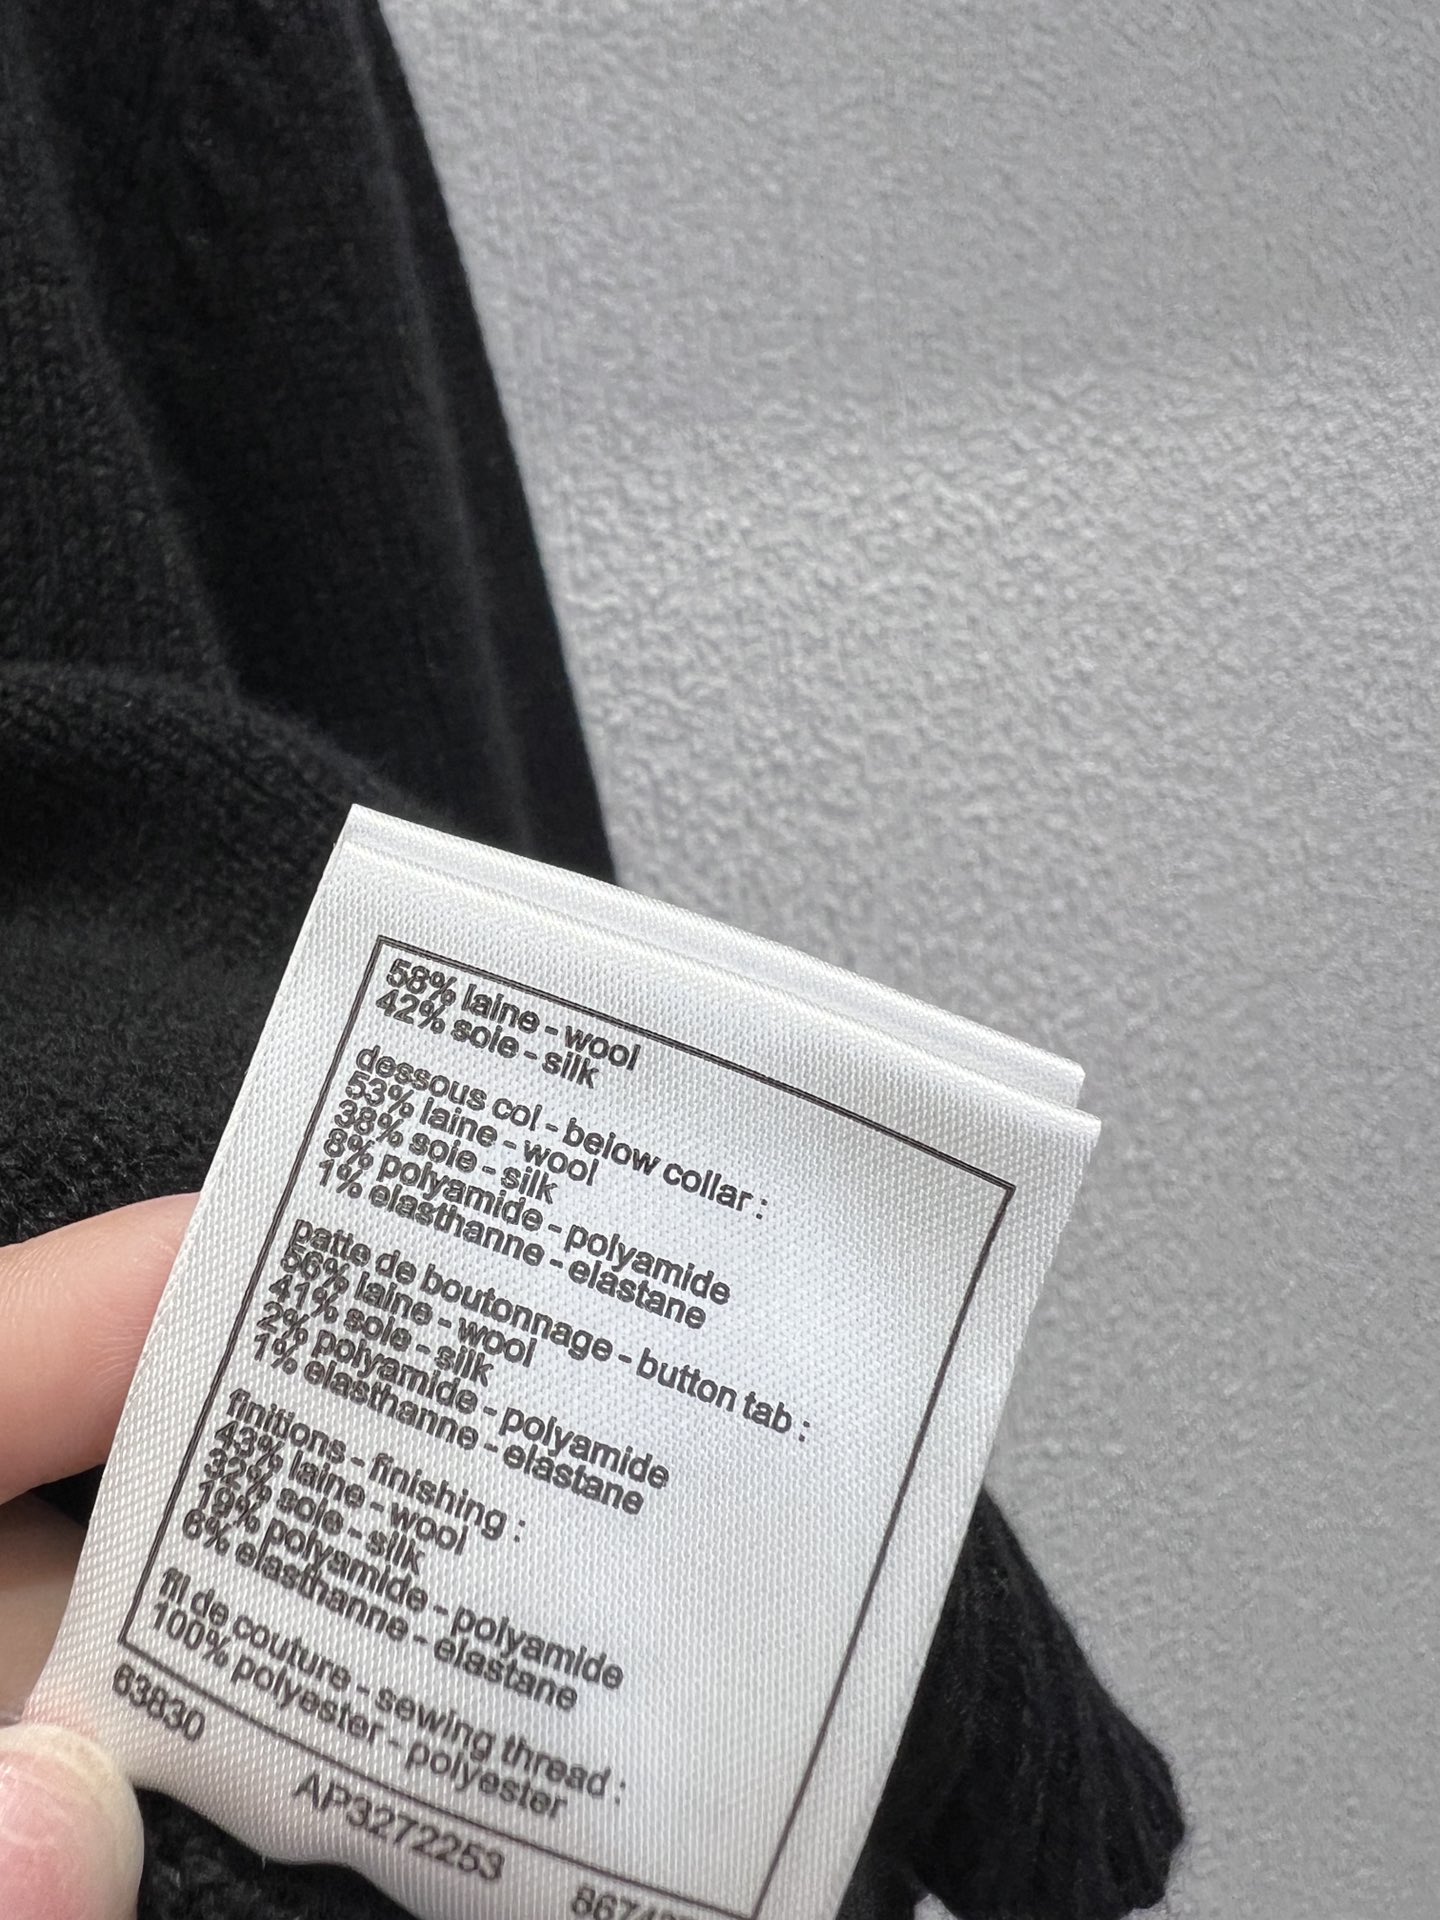 58% laine - wool
42% soie - silk
dessous col - below collar :
53% laine - wool
38% soie - silk
8% polyamide - polyamide
1% elasthanne - elastane
patte de boutonnage - button tab :
56% laine - wool
41% soie - silk
2% polyamide - polyamide
1% elasthanne - elastane
finitions - finishing :
43% laine - wool
32% soie - silk
19% polyamide - polyamide
6% elasthanne - elastane
fil de couture - sewing thread :
100% polyester - polyester
63830
AP3272253